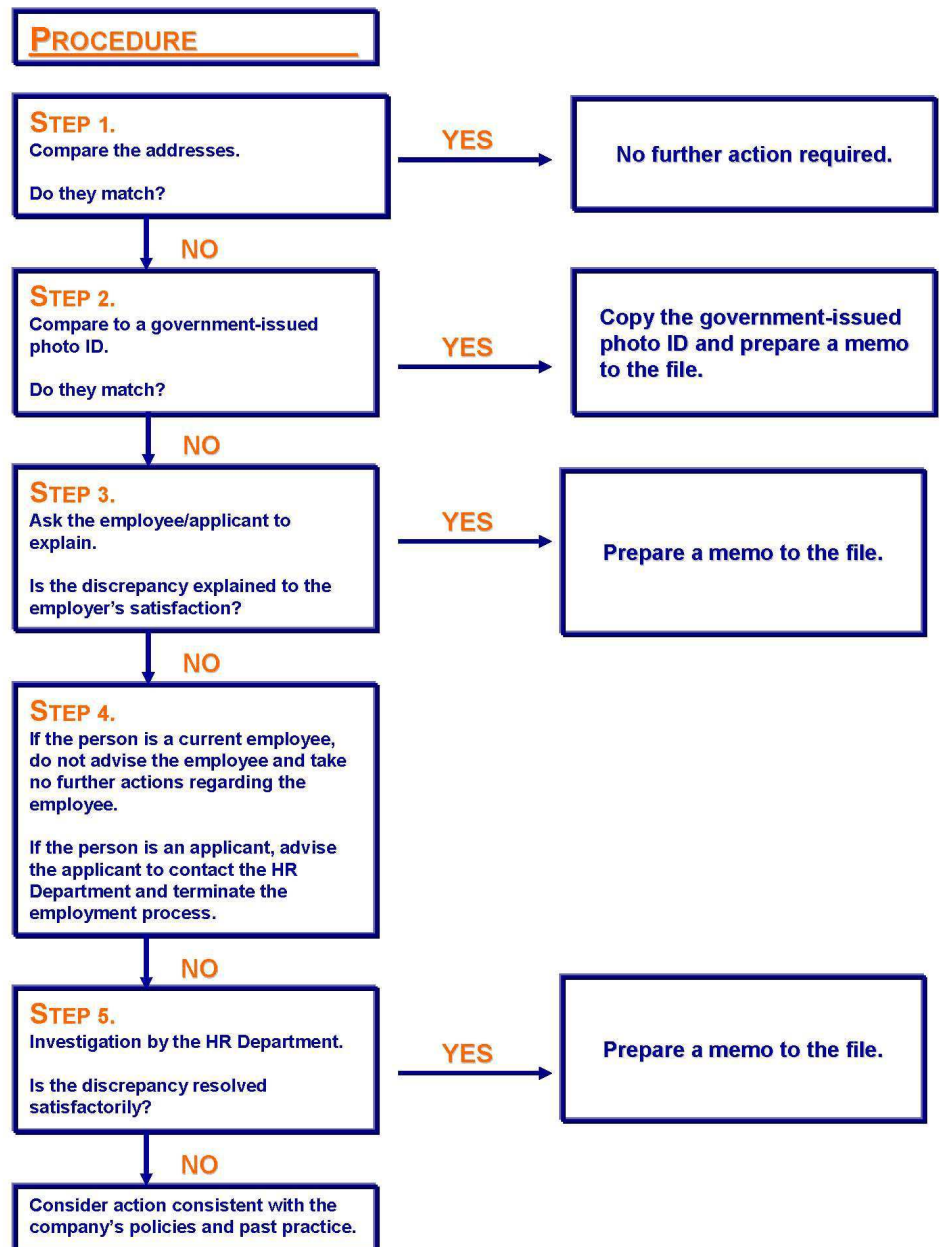 PROCEDURE
STEP 1.
Compare the addresses.
Do they match?
YES
No further action required.
NO
STEP 2.
Compare to a government-issued
photo ID.
Do they match?
YES
Copy the government-issued
photo ID and prepare a memo
to the file.
NO
STEP 3.
Ask the employee/applicant to
explain.
Is the discrepancy explained to the
employer's satisfaction?
YES
Prepare a memo to the file.
NO
STEP 4.
If the person is a current employee,
do not advise the employee and take
no further actions regarding the
employee.
If the person is an applicant, advise
the applicant to contact the HR
Department and terminate the
employment process.
NO
STEP 5.
Investigation by the HR Department.
Is the discrepancy resolved
satisfactorily?
YES
Prepare a memo to the file.
NO
Consider action consistent with the
company's policies and past practice.